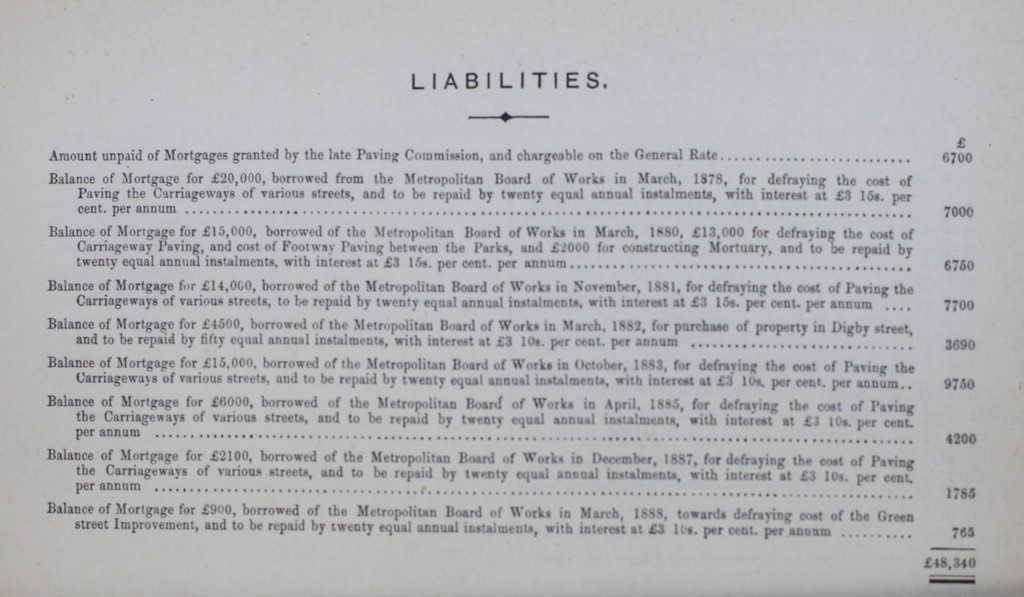 LIABILITIES.
£
Amount unpaid of Mortgages granted by the late Paving Commission, and chargeable on the General Rate........................ 6700
Balance of Mortgage for £20,000, borrowed from the Metropolitan Board of Works in March, 1878, for defraying the cost of
Paving the Carriageways of various streets, and to be repaid by twenty equal annual instalments, with interest at £3 15s. per
cent. per annum ........................ 7000
Balance of Mortgage for £15,000, borrowed of the Metropolitan Board of Works in March, 1880, £13,000 for defraying the cost of
Carriageway Paving, and cost of Footway Paving between the Parks, and £2000 for constructing Mortuary, and to be repaid by
twenty equal annual instalments, with interest at £3 15s. per cent. per annum........................ 6750
Balance of Mortgage for £14,000, borrowed of the Metropolitan Board of Works in November, 1881, for defraying the cost of Paving the
Carriageways of various streets, to be repaid by twenty equal annual instalments, with interest at £3 15s. per cent. per annum .... 7700
Balance of Mortgage for £4500, borrowed of the Metropolitan Board of Works in March, 1882, for purchase of property in Digby street,
and to be repaid by fifty equal annual instalments, with interest at £3 10s. per cent. per annum ........................ 3690
Balance of Mortgage for £15,000, borrowed of the Metropolitan Board of Works in October, 1883, for defraying the cost of Paving the
Carriageways of various streets, and to be repaid by twenty equal annual instalments, with interest at £3 10s. per cent. per annum.. 9750
Balance of Mortgage for £6000, borrowed of the Metropolitan Board of Works in April, 1885, for defraying the cost of Paving
the Carriageways of various streets, and to be repaid by twenty equal annual instalments, with interest at £3 10s. per cent.
per annum ........................ 4200
Balance of Mortgage for £2100, borrowed of the Metropolitan Board of Works in December, 1887, for defraying the cost of Paving
the Carriageways of various streets, and to be repaid by twenty equal annual instalments, with interest at £3 10s. per cent.
per annum ........................ 1785
Balance of Mortgage for £900, borrowed of the Metropolitan Board of Works in March, 1888, towards defraying cost of the Green
street Improvement, and to be repaid by twenty equal annual instalments, with interest at £3 10s. per cent. per annum .......... 765
£48,340